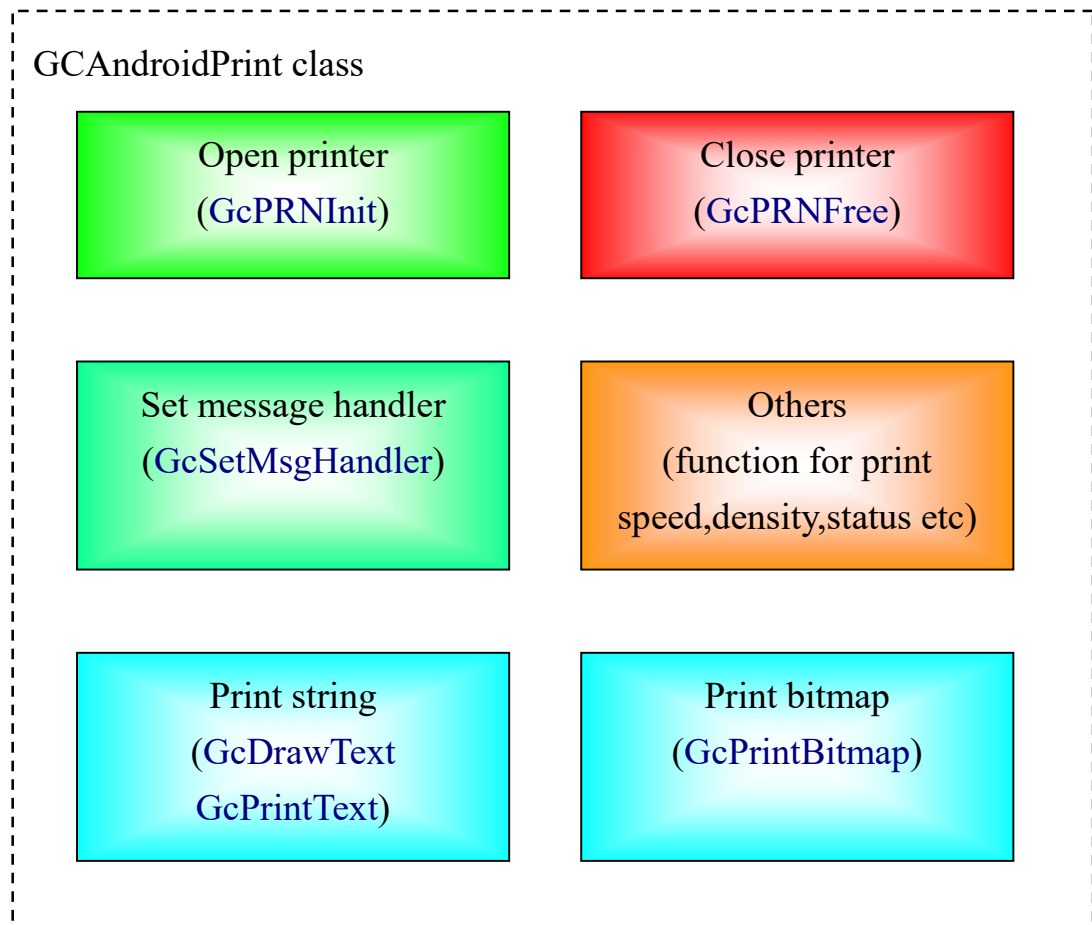 GCAndroidPrint class
Open printer
(GcPRNInit)
Close printer
(GcPRNFree)
Set message handler
(GcSetMsgHandler)
Others
(function for print
speed,density,status etc)
Print string
(GcDrawText
GcPrintText)
Print bitmap
(GcPrintBitmap)